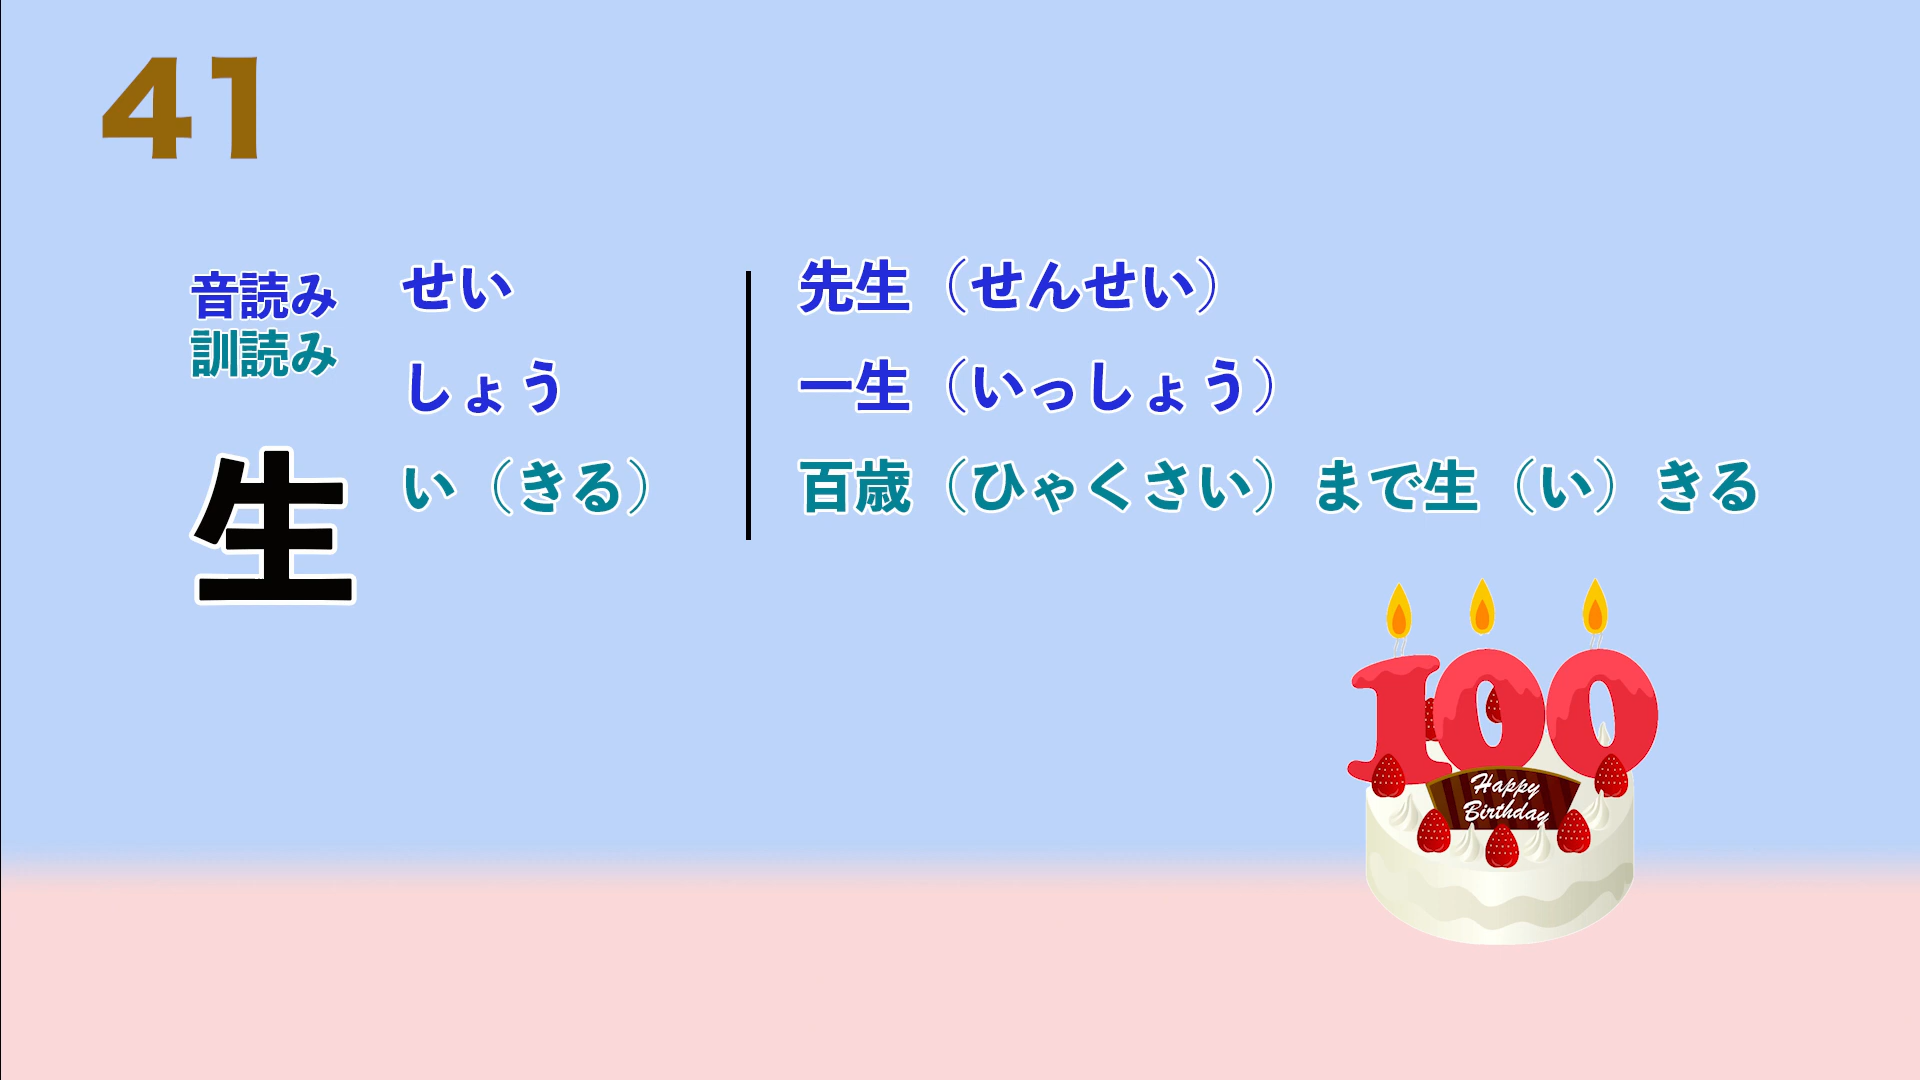 41
音読み
訓読み
生
せい
しょう
い（きる）
先生（せんせい）
一生（いっしょう）
百歳（ひゃくさい）まで生（い）きる
100
Happy
Birthday